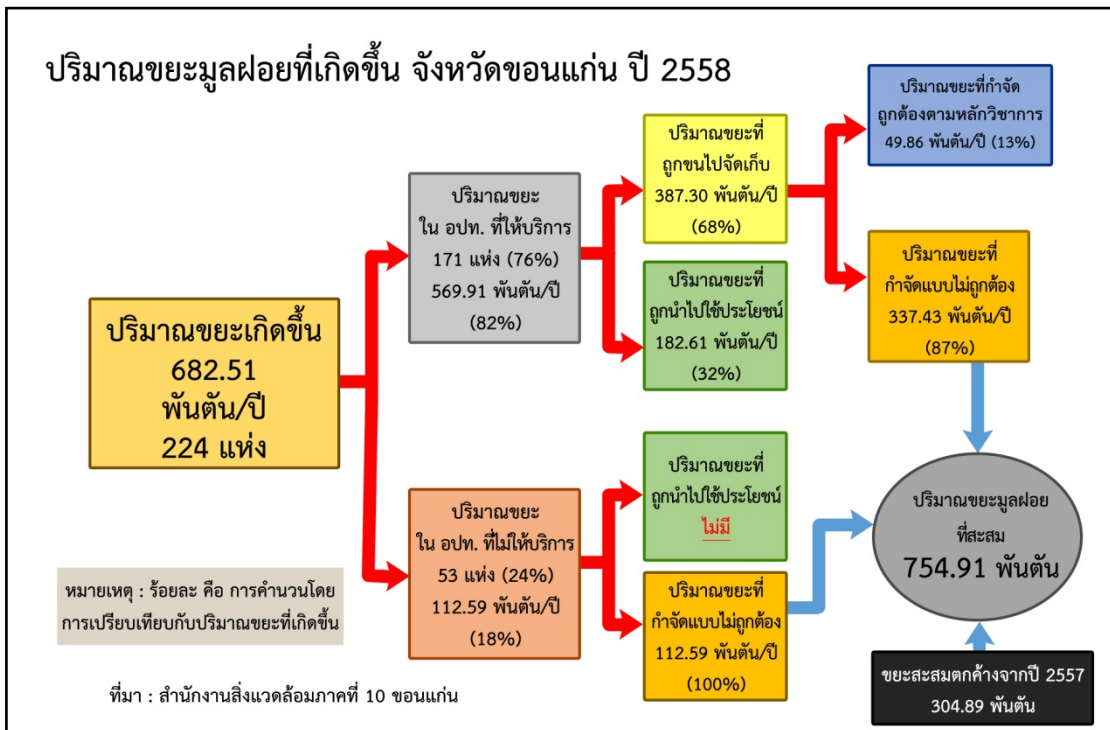 ปริมาณขยะมูลฝอยที่เกิดขึ้น จังหวัดขอนแก่น ปี 2558
ปริมาณขยะเกิดขึ้น
682.51
พันตัน/ปี
224 แห่ง
ปริมาณขยะ
ใน อปท. ที่ให้บริการ
171 แห่ง (76%)
569.91 พันตัน/ปี
(82%)
ปริมาณขยะ
ใน อปท. ที่ไม่ให้บริการ
53 แห่ง (24%)
112.59 พันตัน/ปี
(18%)
ปริมาณขยะที่
ถูกขนไปจัดเก็บ
387.30 พันตัน/ปี
(68%)
ปริมาณขยะที่
ถูกนำไปใช้ประโยชน์
182.61 พันตัน/ปี
(32%)
ปริมาณขยะที่
ถูกนำไปใช้ประโยชน์
ไม่มี
ปริมาณขยะที่
กำจัดแบบไม่ถูกต้อง
112.59 พันตัน/ปี
(100%)
ปริมาณขยะที่กำจัด
ถูกต้องตามหลักวิชาการ
49.86 พันตัน/ปี (13%)
ปริมาณขยะที่
กำจัดแบบไม่ถูกต้อง
337.43 พันตัน/ปี
(87%)
ปริมาณขยะมูลฝอย
ที่สะสม
754.91 พันตัน
ขยะสะสมตกค้างจากปี 2557
304.89 พันตัน
หมายเหตุ : ร้อยละ คือ การคำนวนโดย
การเปรียบเทียบกับปริมาณขยะที่เกิดขึ้น
ที่มา : สำนักงานสิ่งแวดล้อมภาคที่ 10 ขอนแก่น